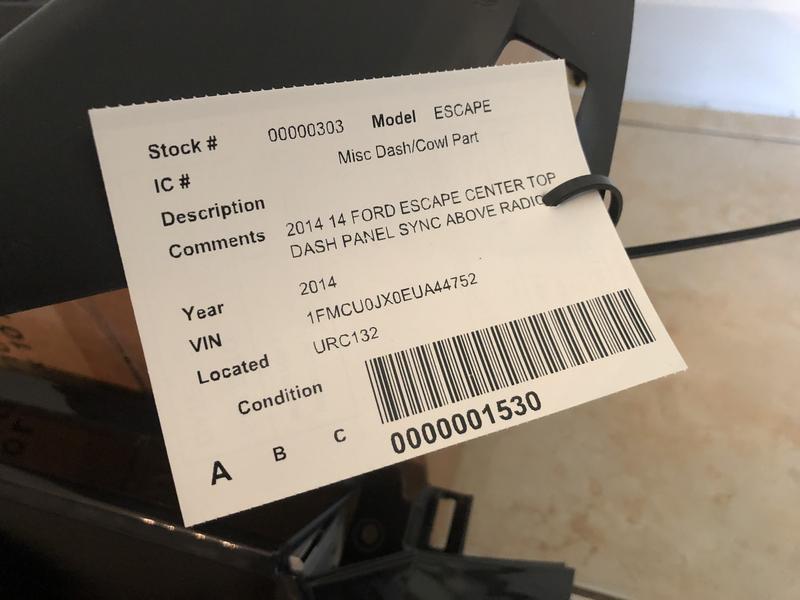 Stock # 00000303 Model ESCAPE
IC # Misc Dash/Cowl Part
Description
Comments 2014 14 FORD ESCAPE CENTER TOP
DASH PANEL SYNC ABOVE RADIO
Year 2014
VIN 1FMCU0JX0EUA44752
Located URC132
Condition
A B C
0000001530